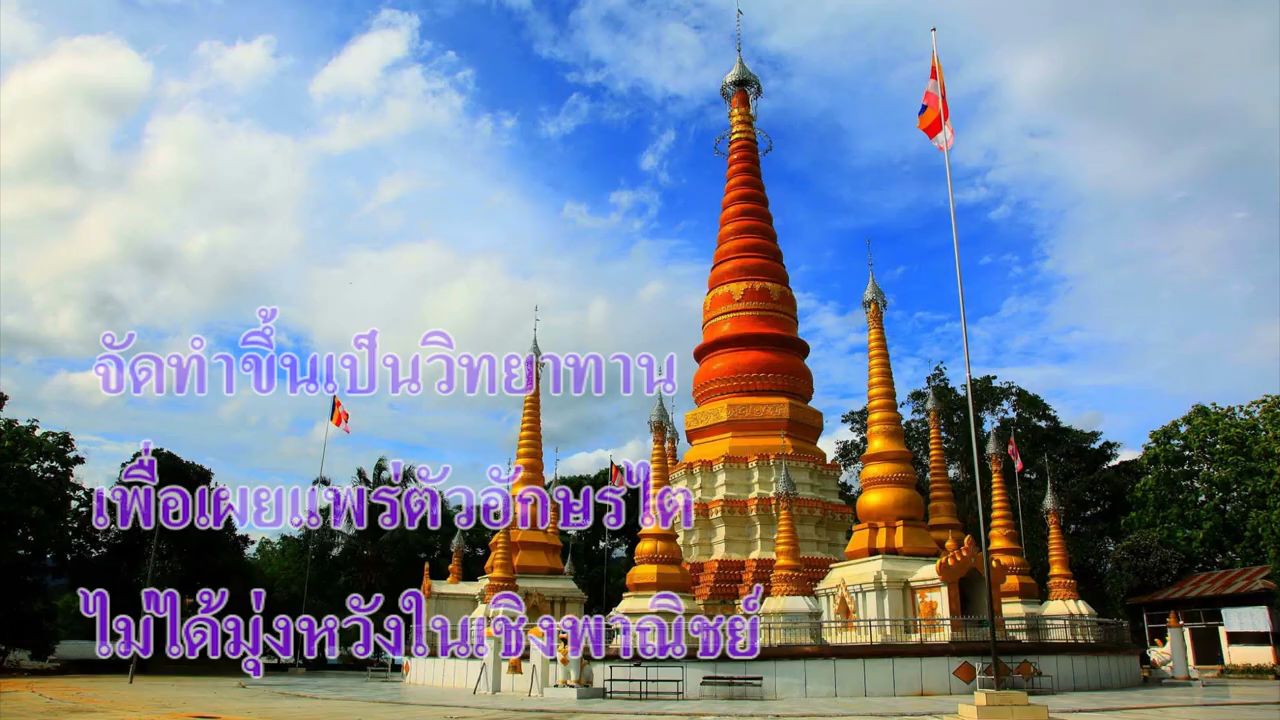 จัดทำขึ้นเป็นวิทยาทาน
เพื่อเผยแพร่ตัวอักษรไต
ไม่ได้มุ่งหวังในเชิงพาณิชย์